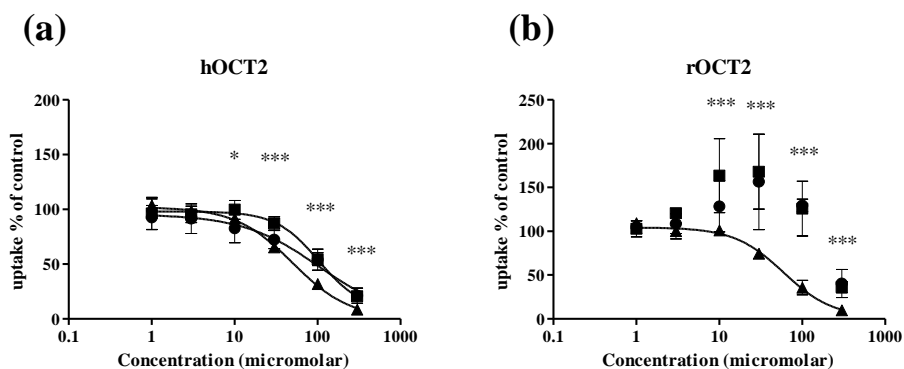 (a)
hOCT2
uptake % of control
200
150
100
50
0
* *** *** ***
0.1 1 10 100 1000
Concentration (micromolar)
(b)
rOCT2
uptake % of control
250
200
150
100
50
0
*** *** *** ***
0.1 1 10 100 1000
Concentration (micromolar)